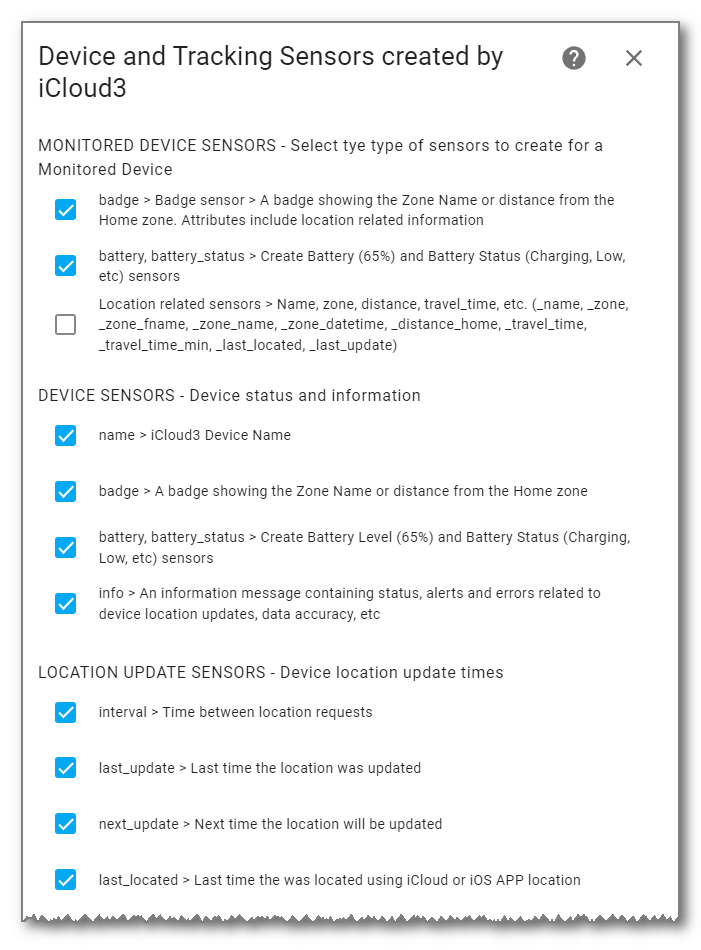 Device and Tracking Sensors created by
iCloud3
MONITORED DEVICE SENSORS - Select tye type of sensors to create for a
Monitored Device
badge > Badge sensor > A badge showing the Zone Name or distance from the
Home zone. Attributes include location related information
battery, battery_status > Create Battery (65%) and Battery Status (Charging, Low,
etc) sensors
Location related sensors > Name, zone, distance, travel_time, etc. (_name, _zone,
_zone_fname, _zone_name, _zone_datetime, _distance_home, _travel_time,
_travel_time_min, _last_located, _last_update)
DEVICE SENSORS - Device status and information
name > iCloud3 Device Name
badge > A badge showing the Zone Name or distance from the Home zone
battery, battery_status > Create Battery Level (65%) and Battery Status (Charging,
Low, etc) sensors
info > An information message containing status, alerts and errors related to
device location updates, data accuracy, etc
LOCATION UPDATE SENSORS - Device location update times
interval > Time between location requests
last_update > Last time the location was updated
next_update > Next time the location will be updated
last_located > Last time the was located using iCloud or iOS APP location